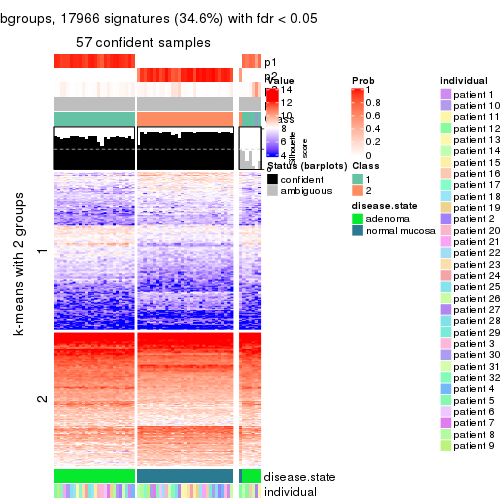 bgroups, 17966 signatures (34.6%) with fdr < 0.05
57 confident samples
p1
p2
Value
14
12
8
4
Silhouette
score
Prob
1
0.8
0.6
0.4
0.2
0
Class
1
2
Status (barplots)
confident
ambiguous
disease.state
adenoma
normal mucosa
individual
patient 1
patient 10
patient 11
patient 12
patient 13
patient 14
patient 15
patient 16
patient 17
patient 18
patient 19
patient 2
patient 20
patient 21
patient 22
patient 23
patient 24
patient 25
patient 26
patient 27
patient 28
patient 29
patient 3
patient 30
patient 31
patient 32
patient 4
patient 5
patient 6
patient 7
patient 8
patient 9
k-means with 2 groups
1
2
disease.state
individual